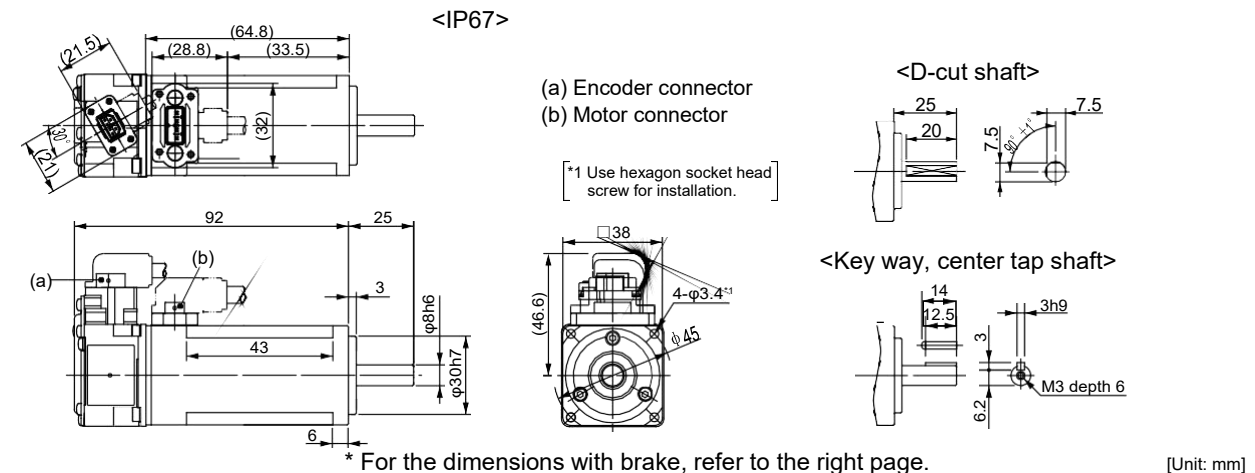 <IP67>
(64.8)
(28.8)
(33.5)
(21.5)
30°
(21)
(32)
(a) Encoder connector
(b) Motor connector
*1 Use hexagon socket head
screw for installation.
<D-cut shaft>
25
20
7.5
7.5
90° ±1°
92
25
(a)
(b)
3
43
6
φ8h6
φ30h7
□38
(46.6)
4-φ3.4*1
φ45
<Key way, center tap shaft>
14
12.5
3h9
3
6.2
M3 depth 6
* For the dimensions with brake, refer to the right page.
[Unit: mm]